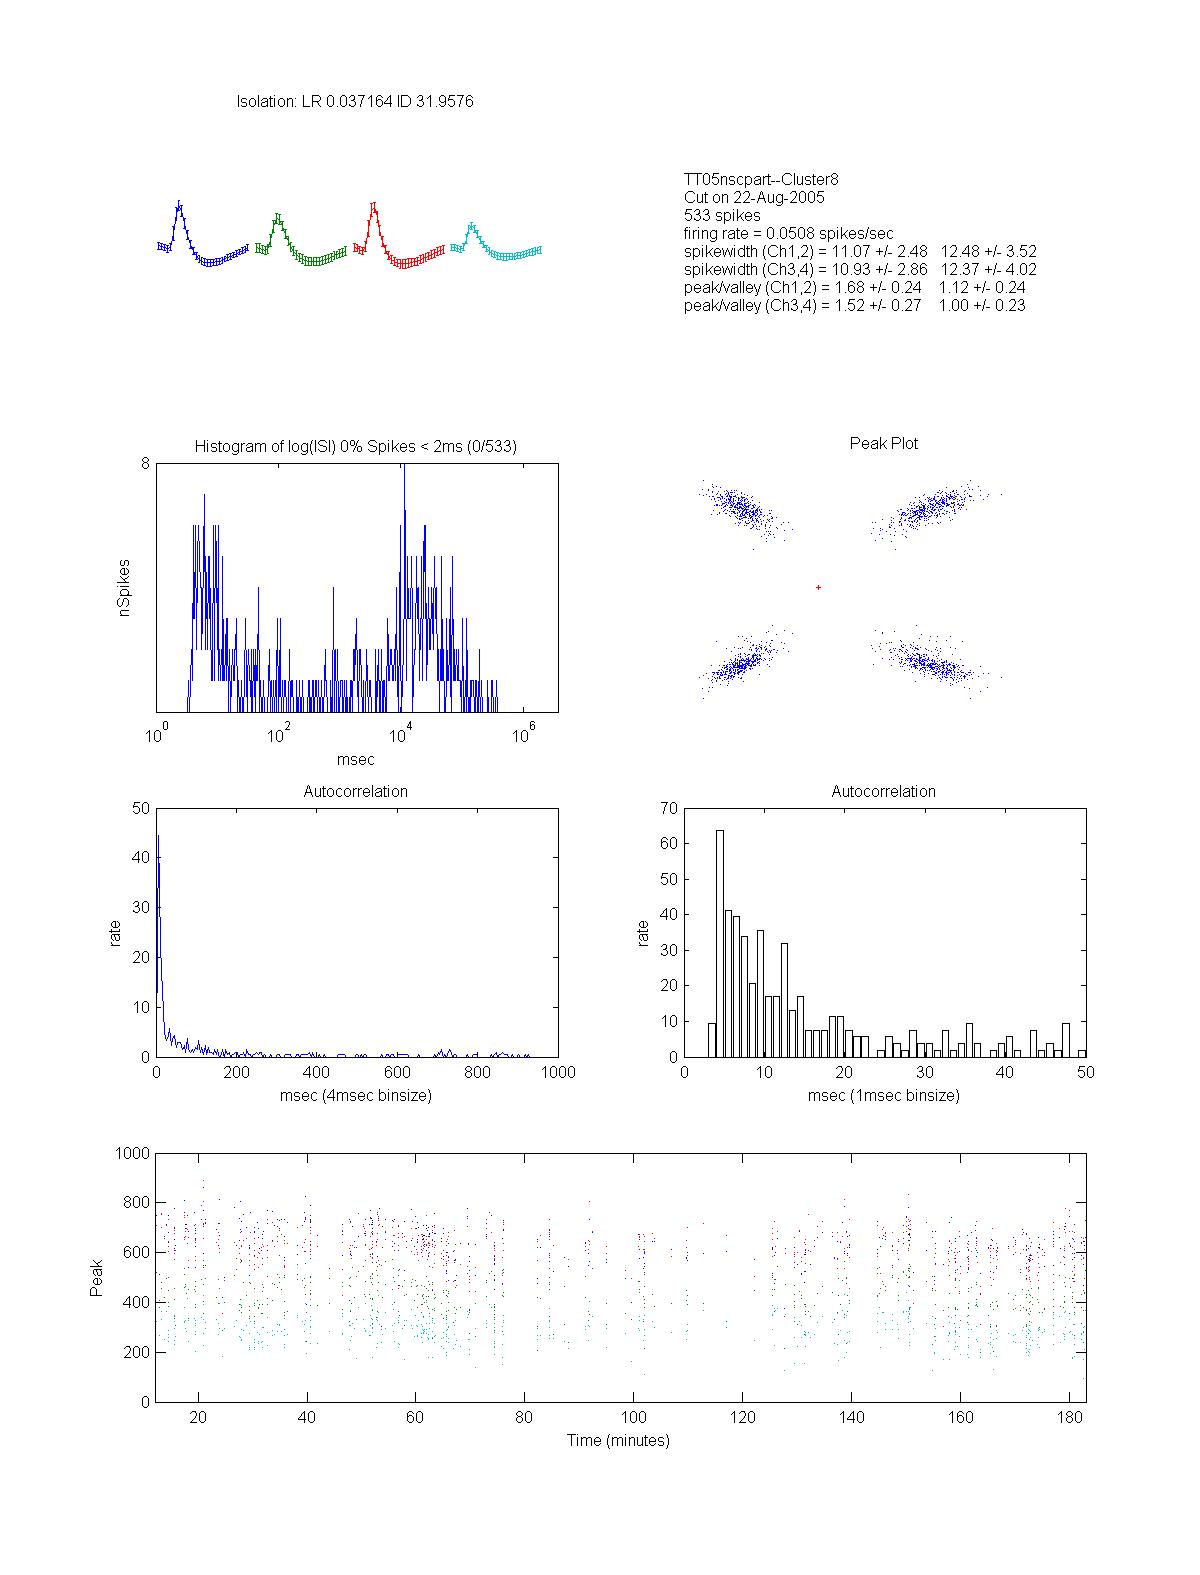 Isolation: LR 0.037164 ID 31.9576
TT05nscpart--Cluster8
Cut on 22-Aug-2005
533 spikes
firing rate = 0.0508 spikes/sec
spikewidth (Ch1,2) = 11.07 +/- 2.48 12.48 +/- 3.52
spikewidth (Ch3,4) = 10.93 +/- 2.86 12.37 +/- 4.02
peak/valley (Ch1,2) = 1.68 +/- 0.24 1.12 +/- 0.24
peak/valley (Ch3,4) = 1.52 +/- 0.27 1.00 +/- 0.23
Histogram of log(ISI) 0% Spikes < 2ms (0/533)
8
nSpikes
10^0 10^2 10^4 10^6
msec
Peak Plot
Autocorrelation
50
40
30
20
10
0
rate
0 200 400 600 800 1000
msec (4msec binsize)
Autocorrelation
70
60
50
40
30
20
10
0
rate
0 10 20 30 40 50
msec (1msec binsize)
1000
800
600
400
200
0
Peak
20 40 60 80 100 120 140 160 180
Time (minutes)